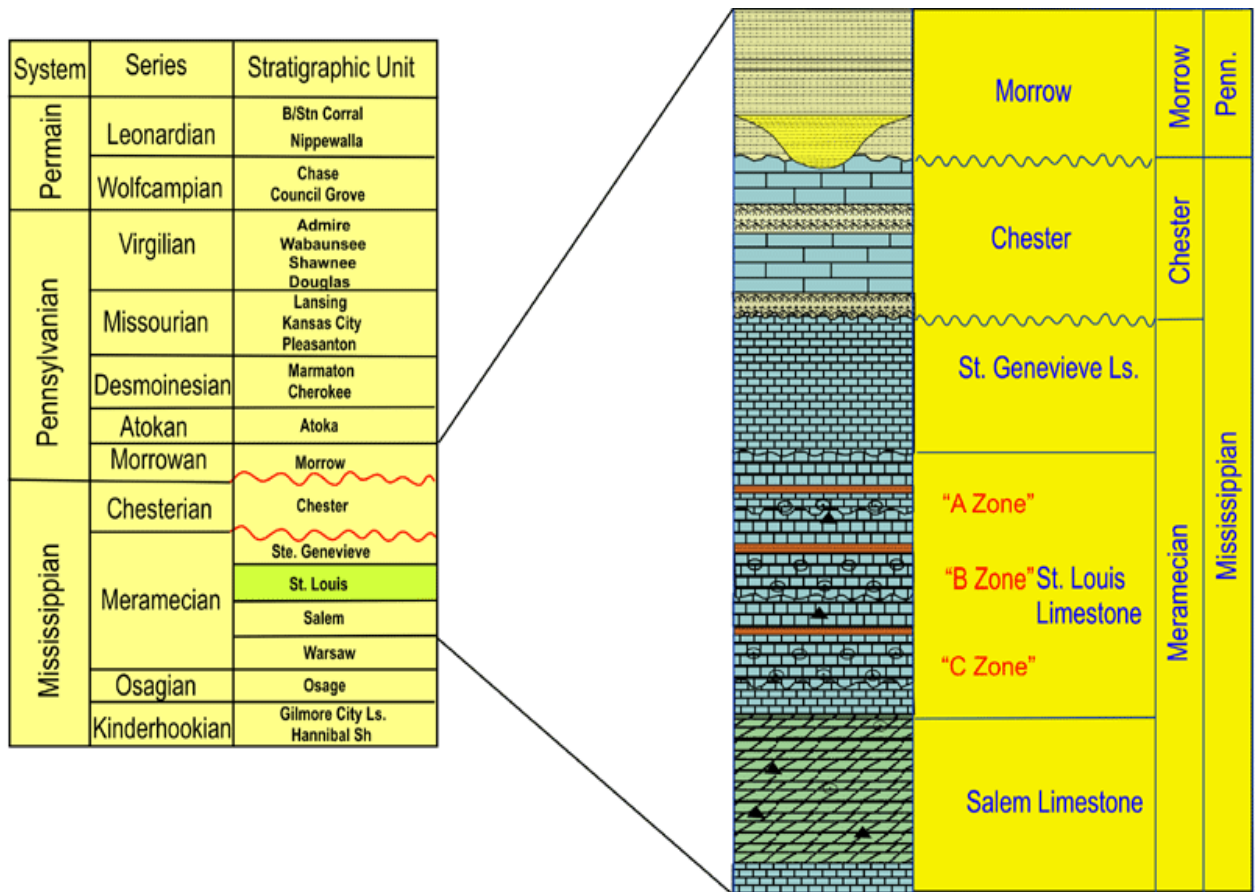 System Series Stratigraphic Unit
Permain
Leonardian
B/Stn Corral
Nippewalla
Wolfcampian
Chase
Council Grove
Pennsylvanian
Virgilian
Admire
Wabaunsee
Shawnee
Douglas
Missourian
Lansing
Kansas City
Pleasanton
Desmoinesian
Marmaton
Cherokee
Atokan
Atoka
Morrowan
Morrow
Mississippian
Chesterian
Chester
Meramecian
Ste. Genevieve
St. Louis
Salem
Warsaw
Osagian
Osage
Kinderhookian
Gilmore City Ls.
Hannibal Sh
Morrow
Morrow
Penn.
Chester
Chester
St. Genevieve Ls.
"A Zone"
"B Zone" St. Louis
Limestone
"C Zone"
Salem Limestone
Meramecian
Mississippian